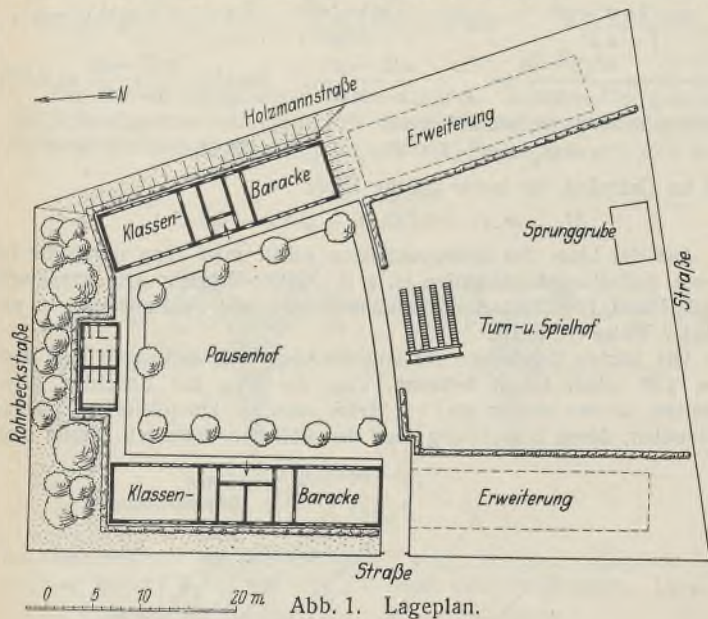 N
Holzmannstraße
Erweiterung
Klassen- Baracke
Sprunggrube
Straße
Rohrbeckstraße
Pausenhof
Turn- u. Spielhof
Klassen- Baracke
Erweiterung
Straße
0 5 10 20 m.
Abb. 1. Lageplan.